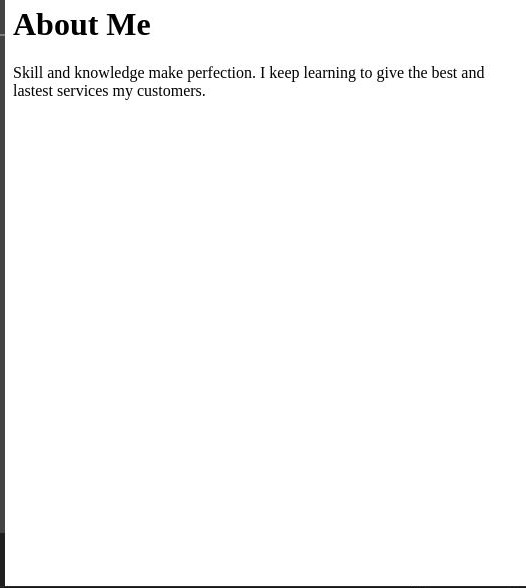 About Me
Skill and knowledge make perfection. I keep learning to give the best and
lastest services my customers.